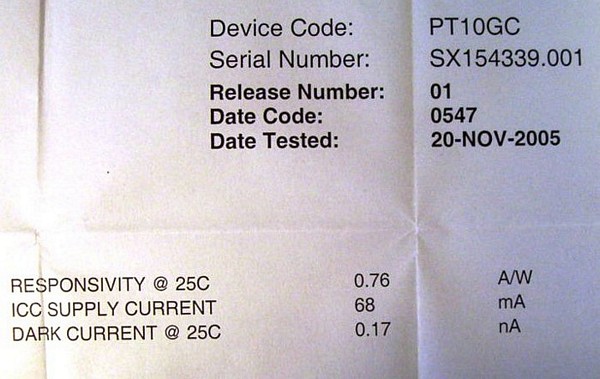 Device Code: PT10GC
Serial Number: SX154339.001
Release Number: 01
Date Code: 0547
Date Tested: 20-NOV-2005
RESPONSIVITY @ 25C 0.76 A/W
ICC SUPPLY CURRENT 68 mA
DARK CURRENT @ 25C 0.17 nA